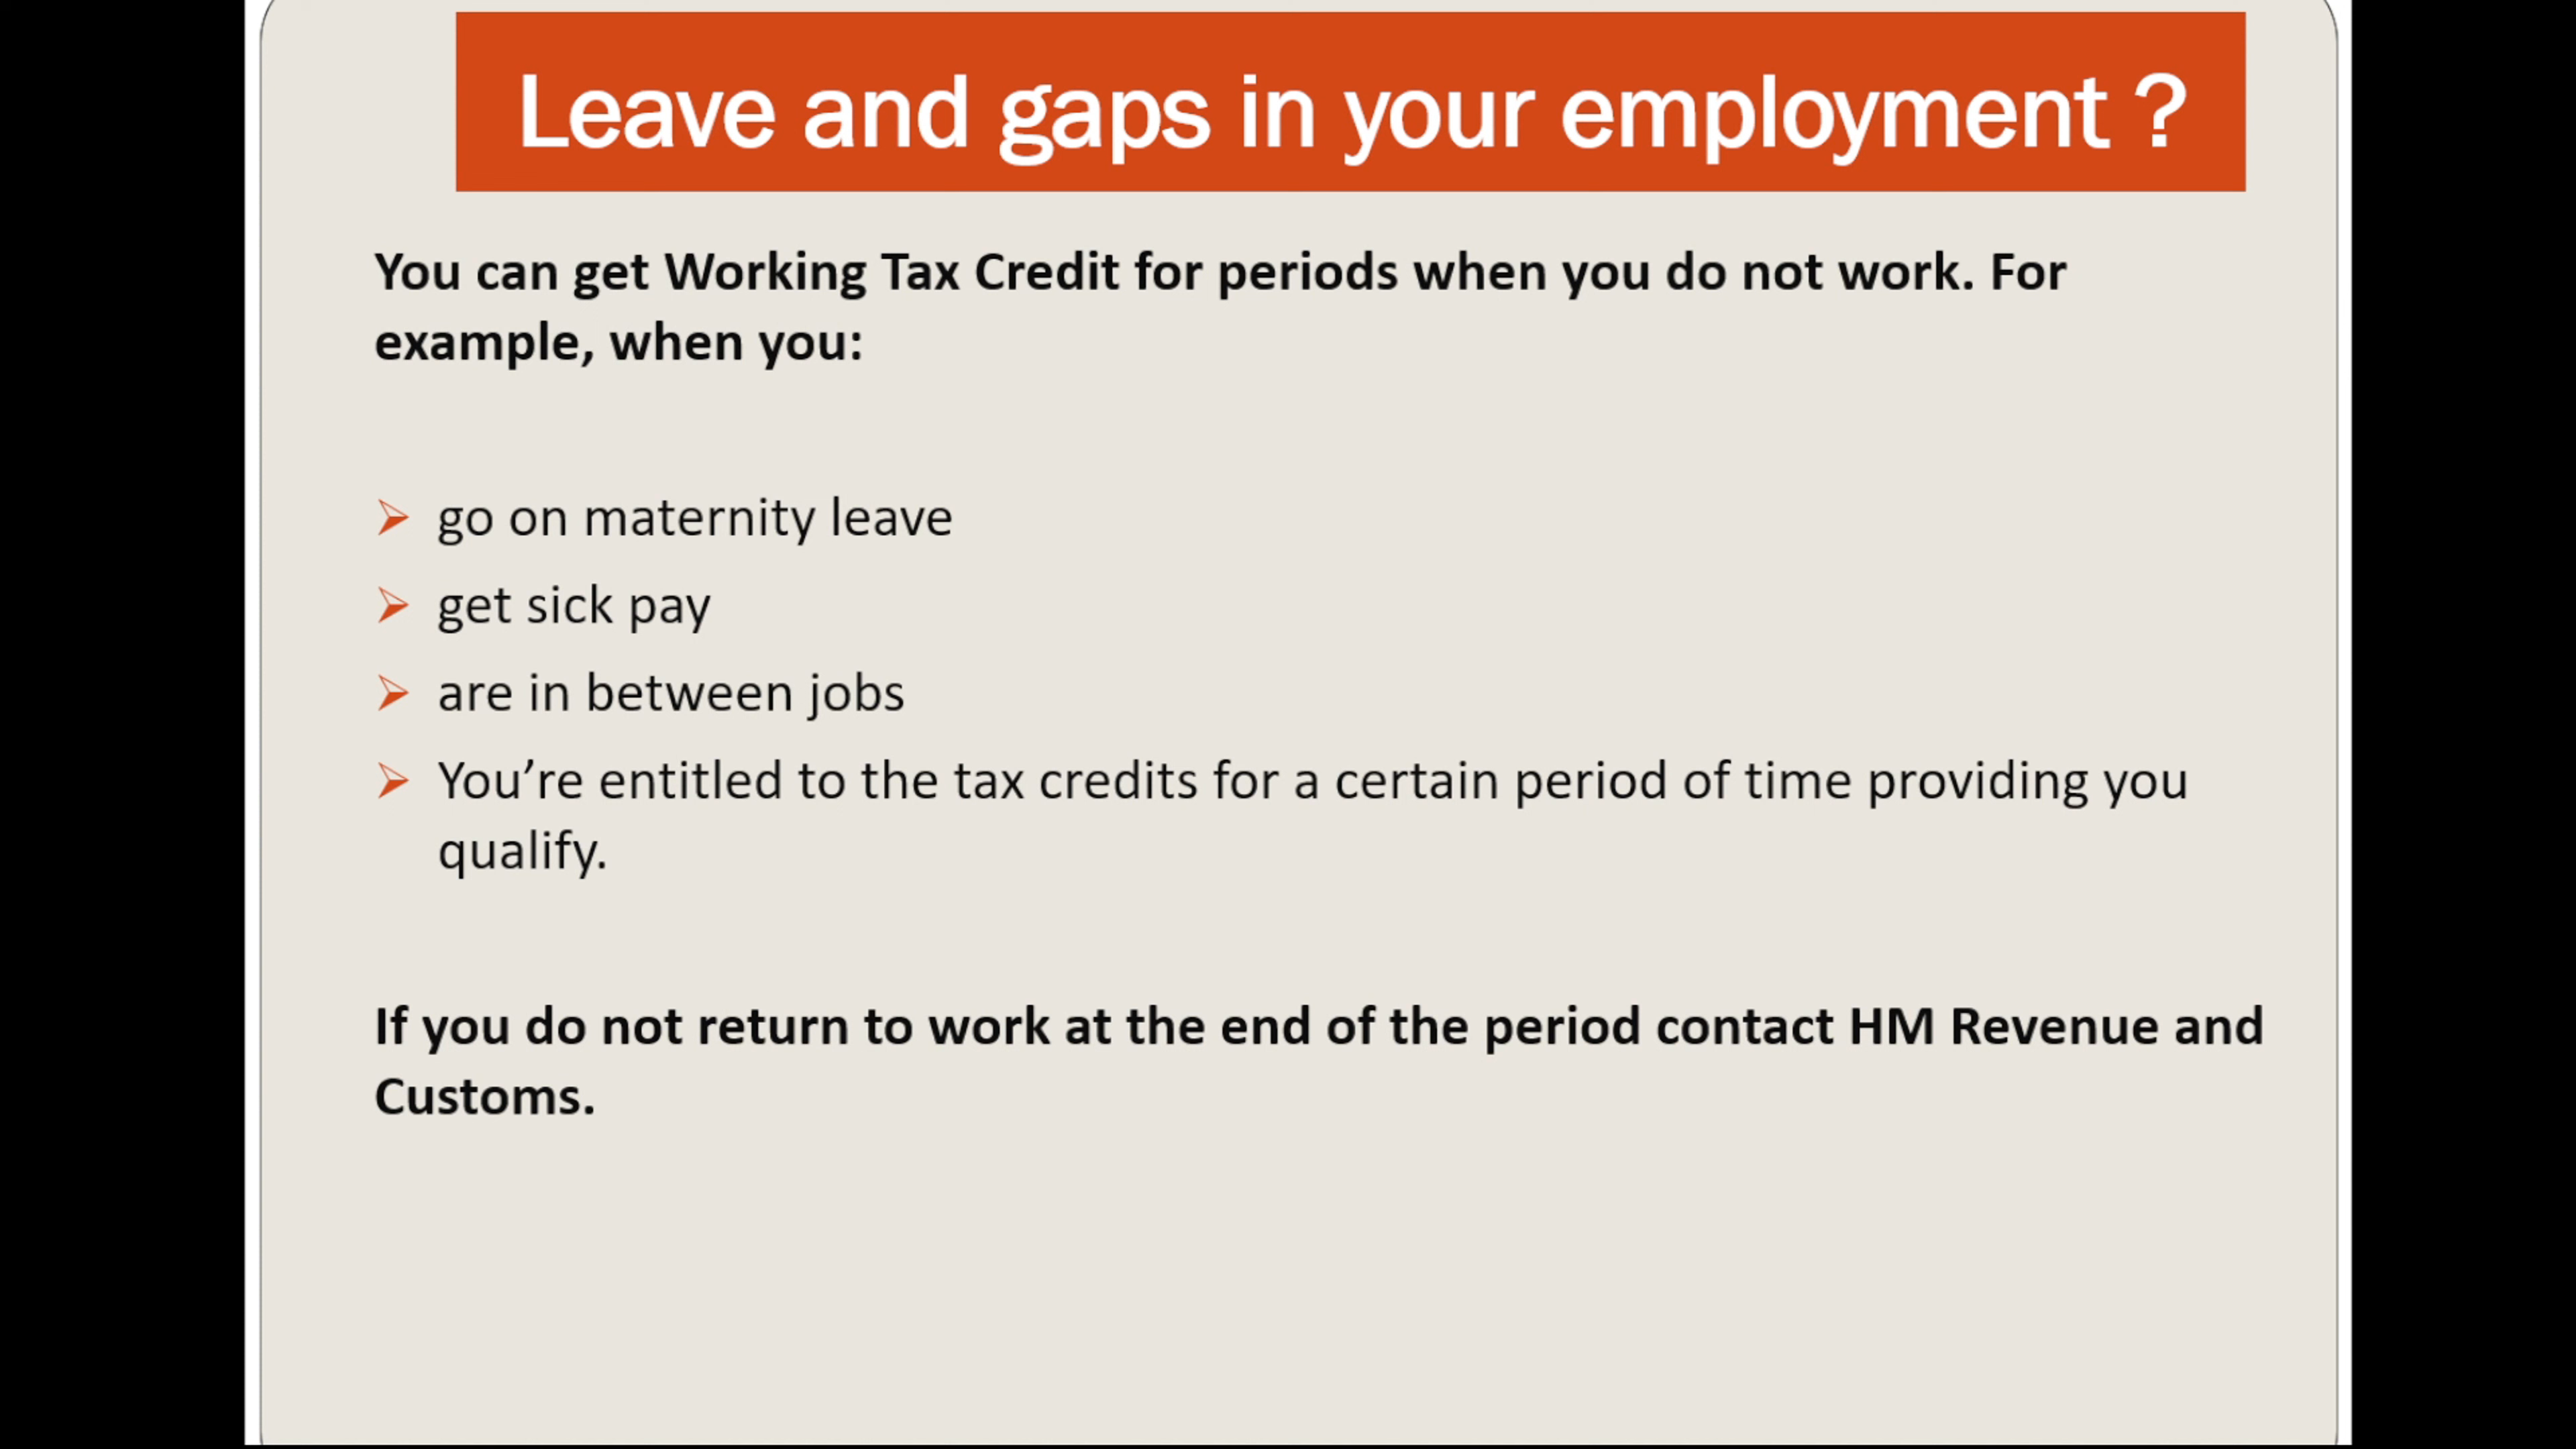 Leave and gaps in your employment ?
You can get Working Tax Credit for periods when you do not work. For
example, when you:
go on maternity leave
get sick pay
are in between jobs
You’re entitled to the tax credits for a certain period of time providing you
qualify.
If you do not return to work at the end of the period contact HM Revenue and
Customs.